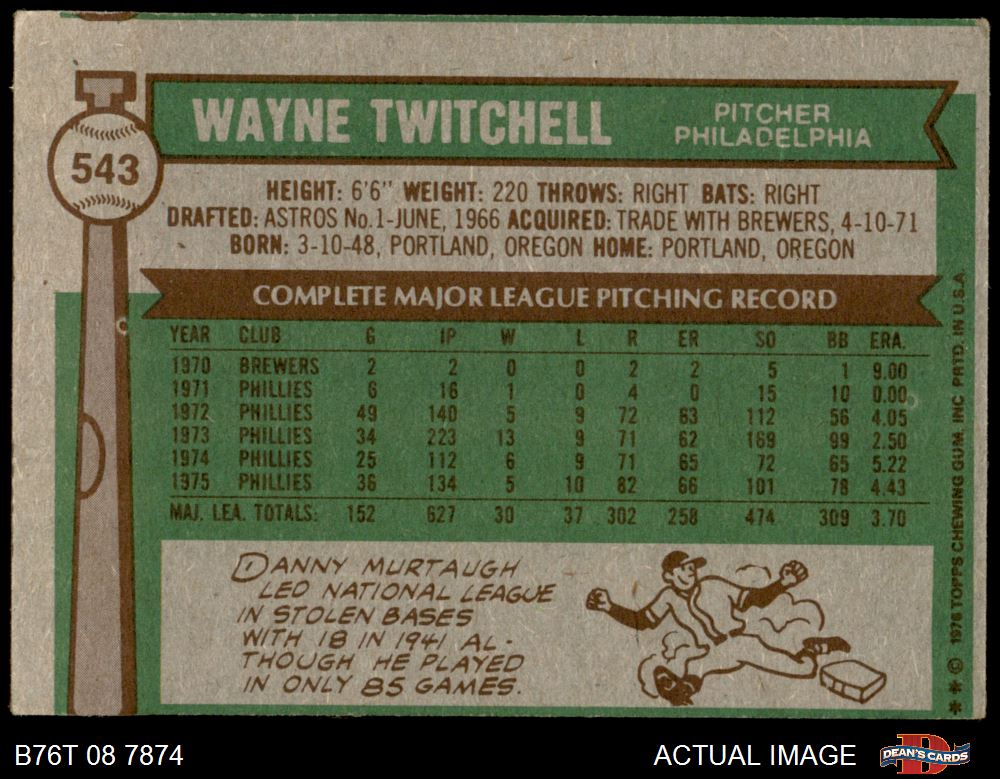 543
WAYNE TWITCHELL
PITCHER
PHILADELPHIA
HEIGHT: 6'6" WEIGHT: 220 THROWS: RIGHT BATS: RIGHT
DRAFTED: ASTROS No.1-JUNE, 1966 ACQUIRED: TRADE WITH BREWERS, 4-10-71
BORN: 3-10-48, PORTLAND, OREGON HOME: PORTLAND, OREGON
COMPLETE MAJOR LEAGUE PITCHING RECORD
YEAR CLUB G IP W L R ER SO BB ERA.
1970 BREWERS 2 2 0 0 2 2 5 1 9.00
1971 PHILLIES 6 16 1 0 4 0 15 10 0.00
1972 PHILLIES 49 140 5 9 72 63 112 56 4.05
1973 PHILLIES 34 223 13 9 71 62 169 99 2.50
1974 PHILLIES 25 112 6 9 71 65 72 65 5.22
1975 PHILLIES 36 134 5 10 82 66 101 78 4.43
MAJ. LEA. TOTALS: 152 627 30 37 302 258 474 309 3.70
DANNY MURTAUGH
LED NATIONAL LEAGUE
IN STOLEN BASES
WITH 18 IN 1941 AL-
THOUGH HE PLAYED
IN ONLY 85 GAMES.
** © 1976 TOPPS CHEWING GUM, INC PRTD. IN U.S.A.
B76T 08 7874
ACTUAL IMAGE
DEAN'S CARDS